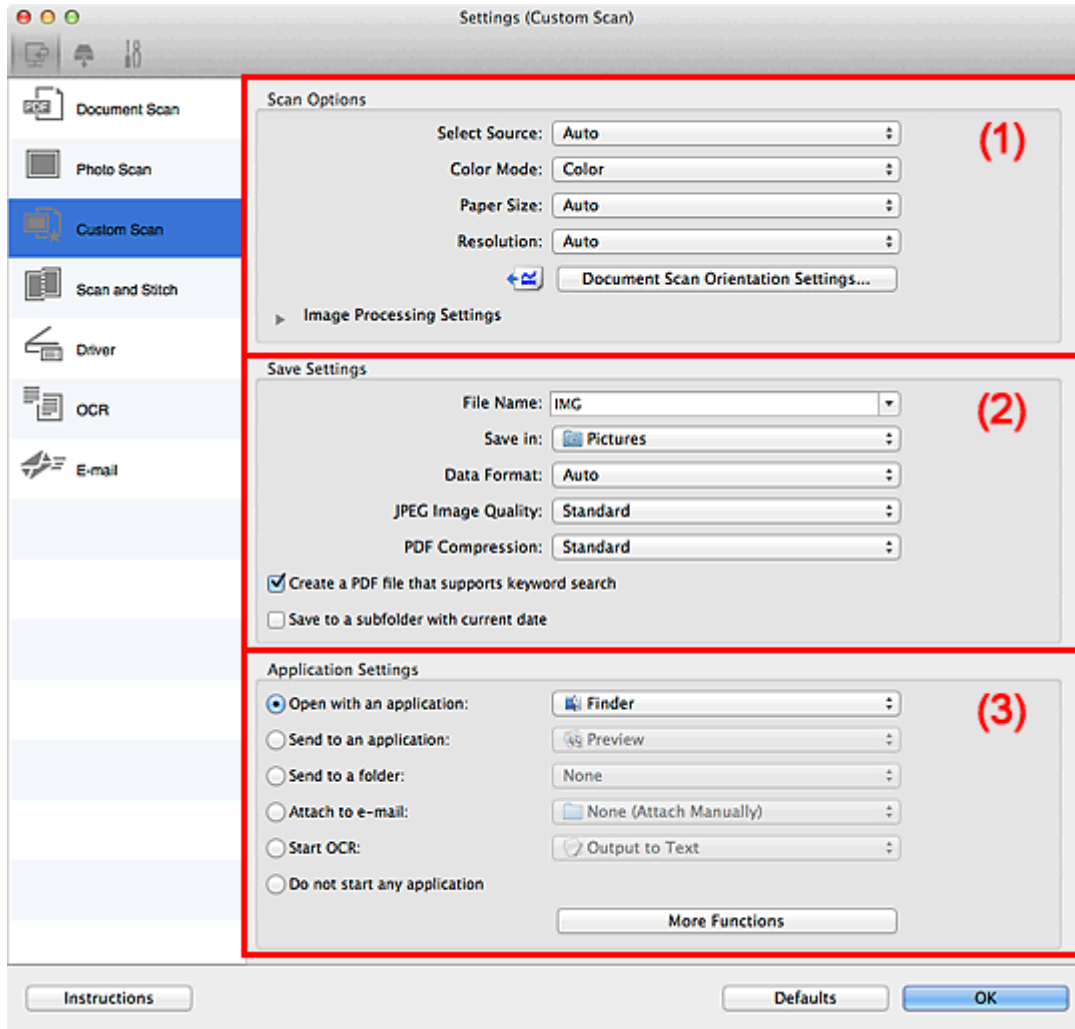 Settings (Custom Scan)
Document Scan
Photo Scan
Custom Scan
Scan and Stitch
Driver
OCR
E-mail
Scan Options
(1)
Select Source: Auto
Color Mode: Color
Paper Size: Auto
Resolution: Auto
Document Scan Orientation Settings...
Image Processing Settings
Save Settings
(2)
File Name: IMG
Save in: Pictures
Data Format: Auto
JPEG Image Quality: Standard
PDF Compression: Standard
Create a PDF file that supports keyword search
Save to a subfolder with current date
Application Settings
(3)
Open with an application: Finder
Send to an application: Preview
Send to a folder: None
Attach to e-mail: None (Attach Manually)
Start OCR: Output to Text
Do not start any application
More Functions
Instructions
Defaults
OK